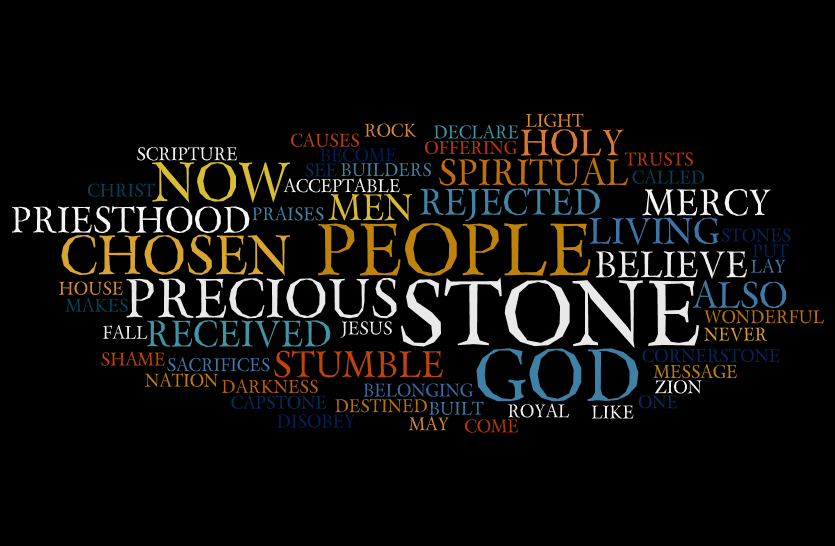 LIGHT
CAUSES ROCK DECLARE HOLY
SCRIPTURE BECOME OFFERING TRUSTS
SEE BUILDERS SPIRITUAL CALLED
CHRIST NOW ACCEPTABLE
PRIESTHOOD PRAISES MEN REJECTED MERCY
CHOSEN PEOPLE LIVING STONES
PUT
BELIEVE LAY
HOUSE
MAKES PRECIOUS STONE ALSO
WONDERFUL
FALL RECEIVED JESUS NEVER
SHAME SACRIFICES STUMBLE GOD CORNERSTONE
NATION DARKNESS MESSAGE
BELONGING ZION
CAPSTONE DESTINED BUILT ROYAL LIKE ONE
DISOBEY MAY COME